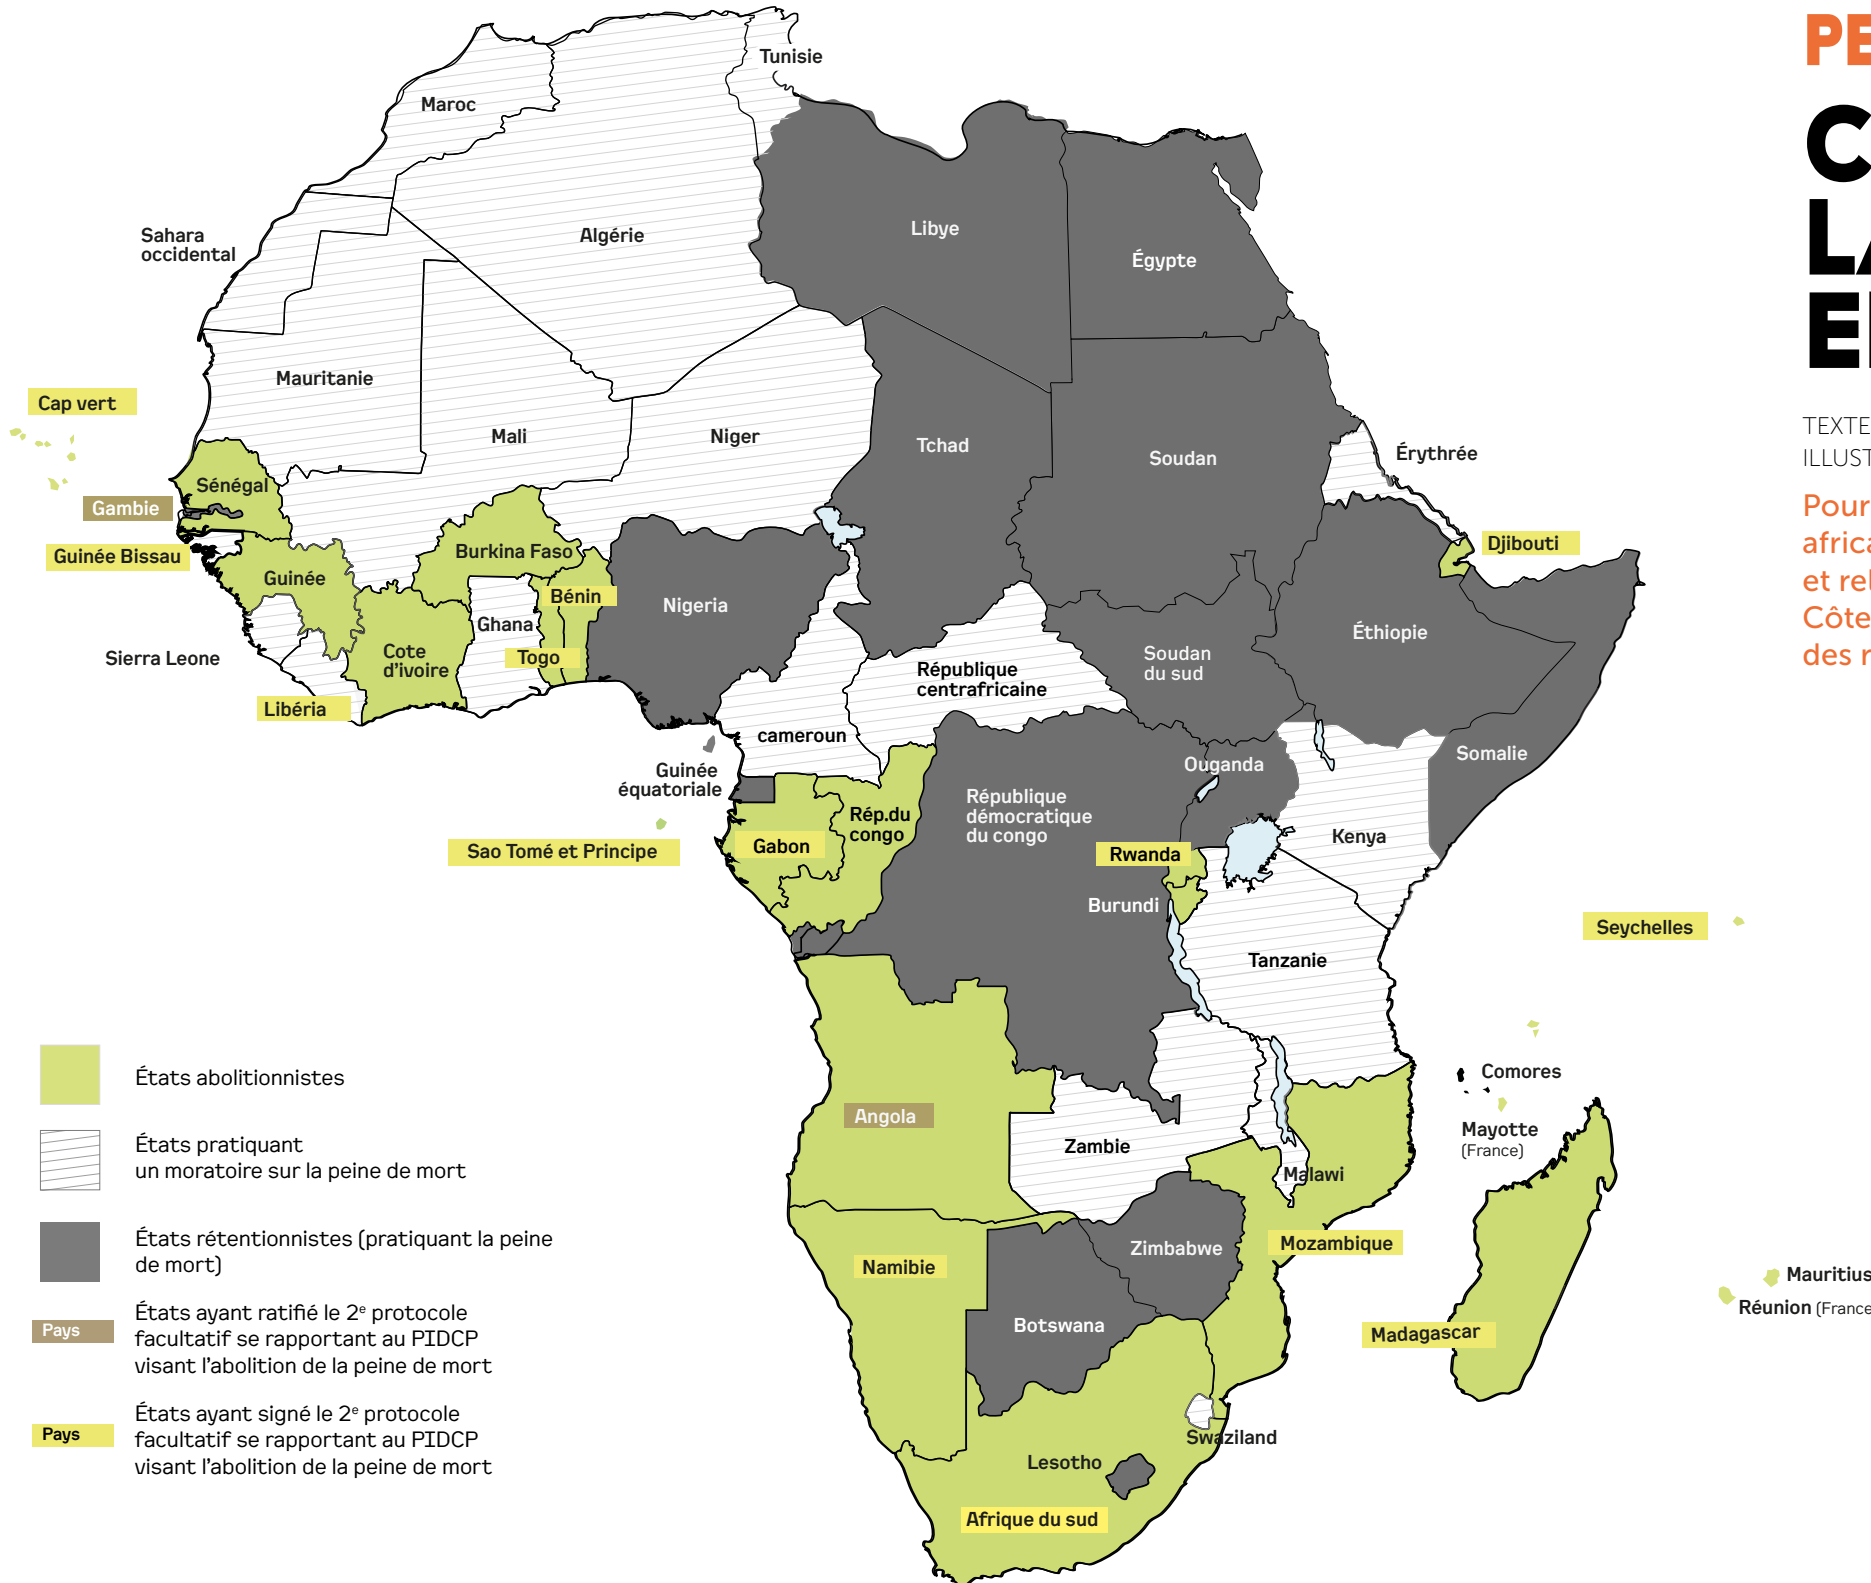 PE
C
LA
EN
TEXTE
ILLUST
Pour
africa
et rel
Côte
des r
Tunisie
Maroc
Algérie
Sahara
occidental
Libye
Égypte
Mauritanie
Mali
Niger
Tchad
Soudan
Érythrée
Cap vert
Sénégal
Gambie
Guinée Bissau
Guinée
Burkina Faso
Bénin
Ghana
Togo
Cote
d'ivoire
Sierra Leone
Libéria
Nigeria
Djibouti
Éthiopie
Soudan
du sud
République
centrafricaine
cameroun
Somalie
Guinée
équatoriale
Ouganda
République
démocratique
du congo
Rép.du
congo
Kenya
Sao Tomé et Principe
Gabon
Rwanda
Burundi
Seychelles
Tanzanie
Comores
Mayotte
(France)
Angola
Zambie
Malawi
Mozambique
Zimbabwe
Namibie
Botswana
Madagascar
Mauritius
Réunion (France
Swaziland
Lesotho
Afrique du sud
États abolitionnistes
États pratiquant
un moratoire sur la peine de mort
États rétentionnistes (pratiquant la peine
de mort)
Pays
États ayant ratifié le 2e protocole
facultatif se rapportant au PIDCP
visant l'abolition de la peine de mort
Pays
États ayant signé le 2e protocole
facultatif se rapportant au PIDCP
visant l'abolition de la peine de mort